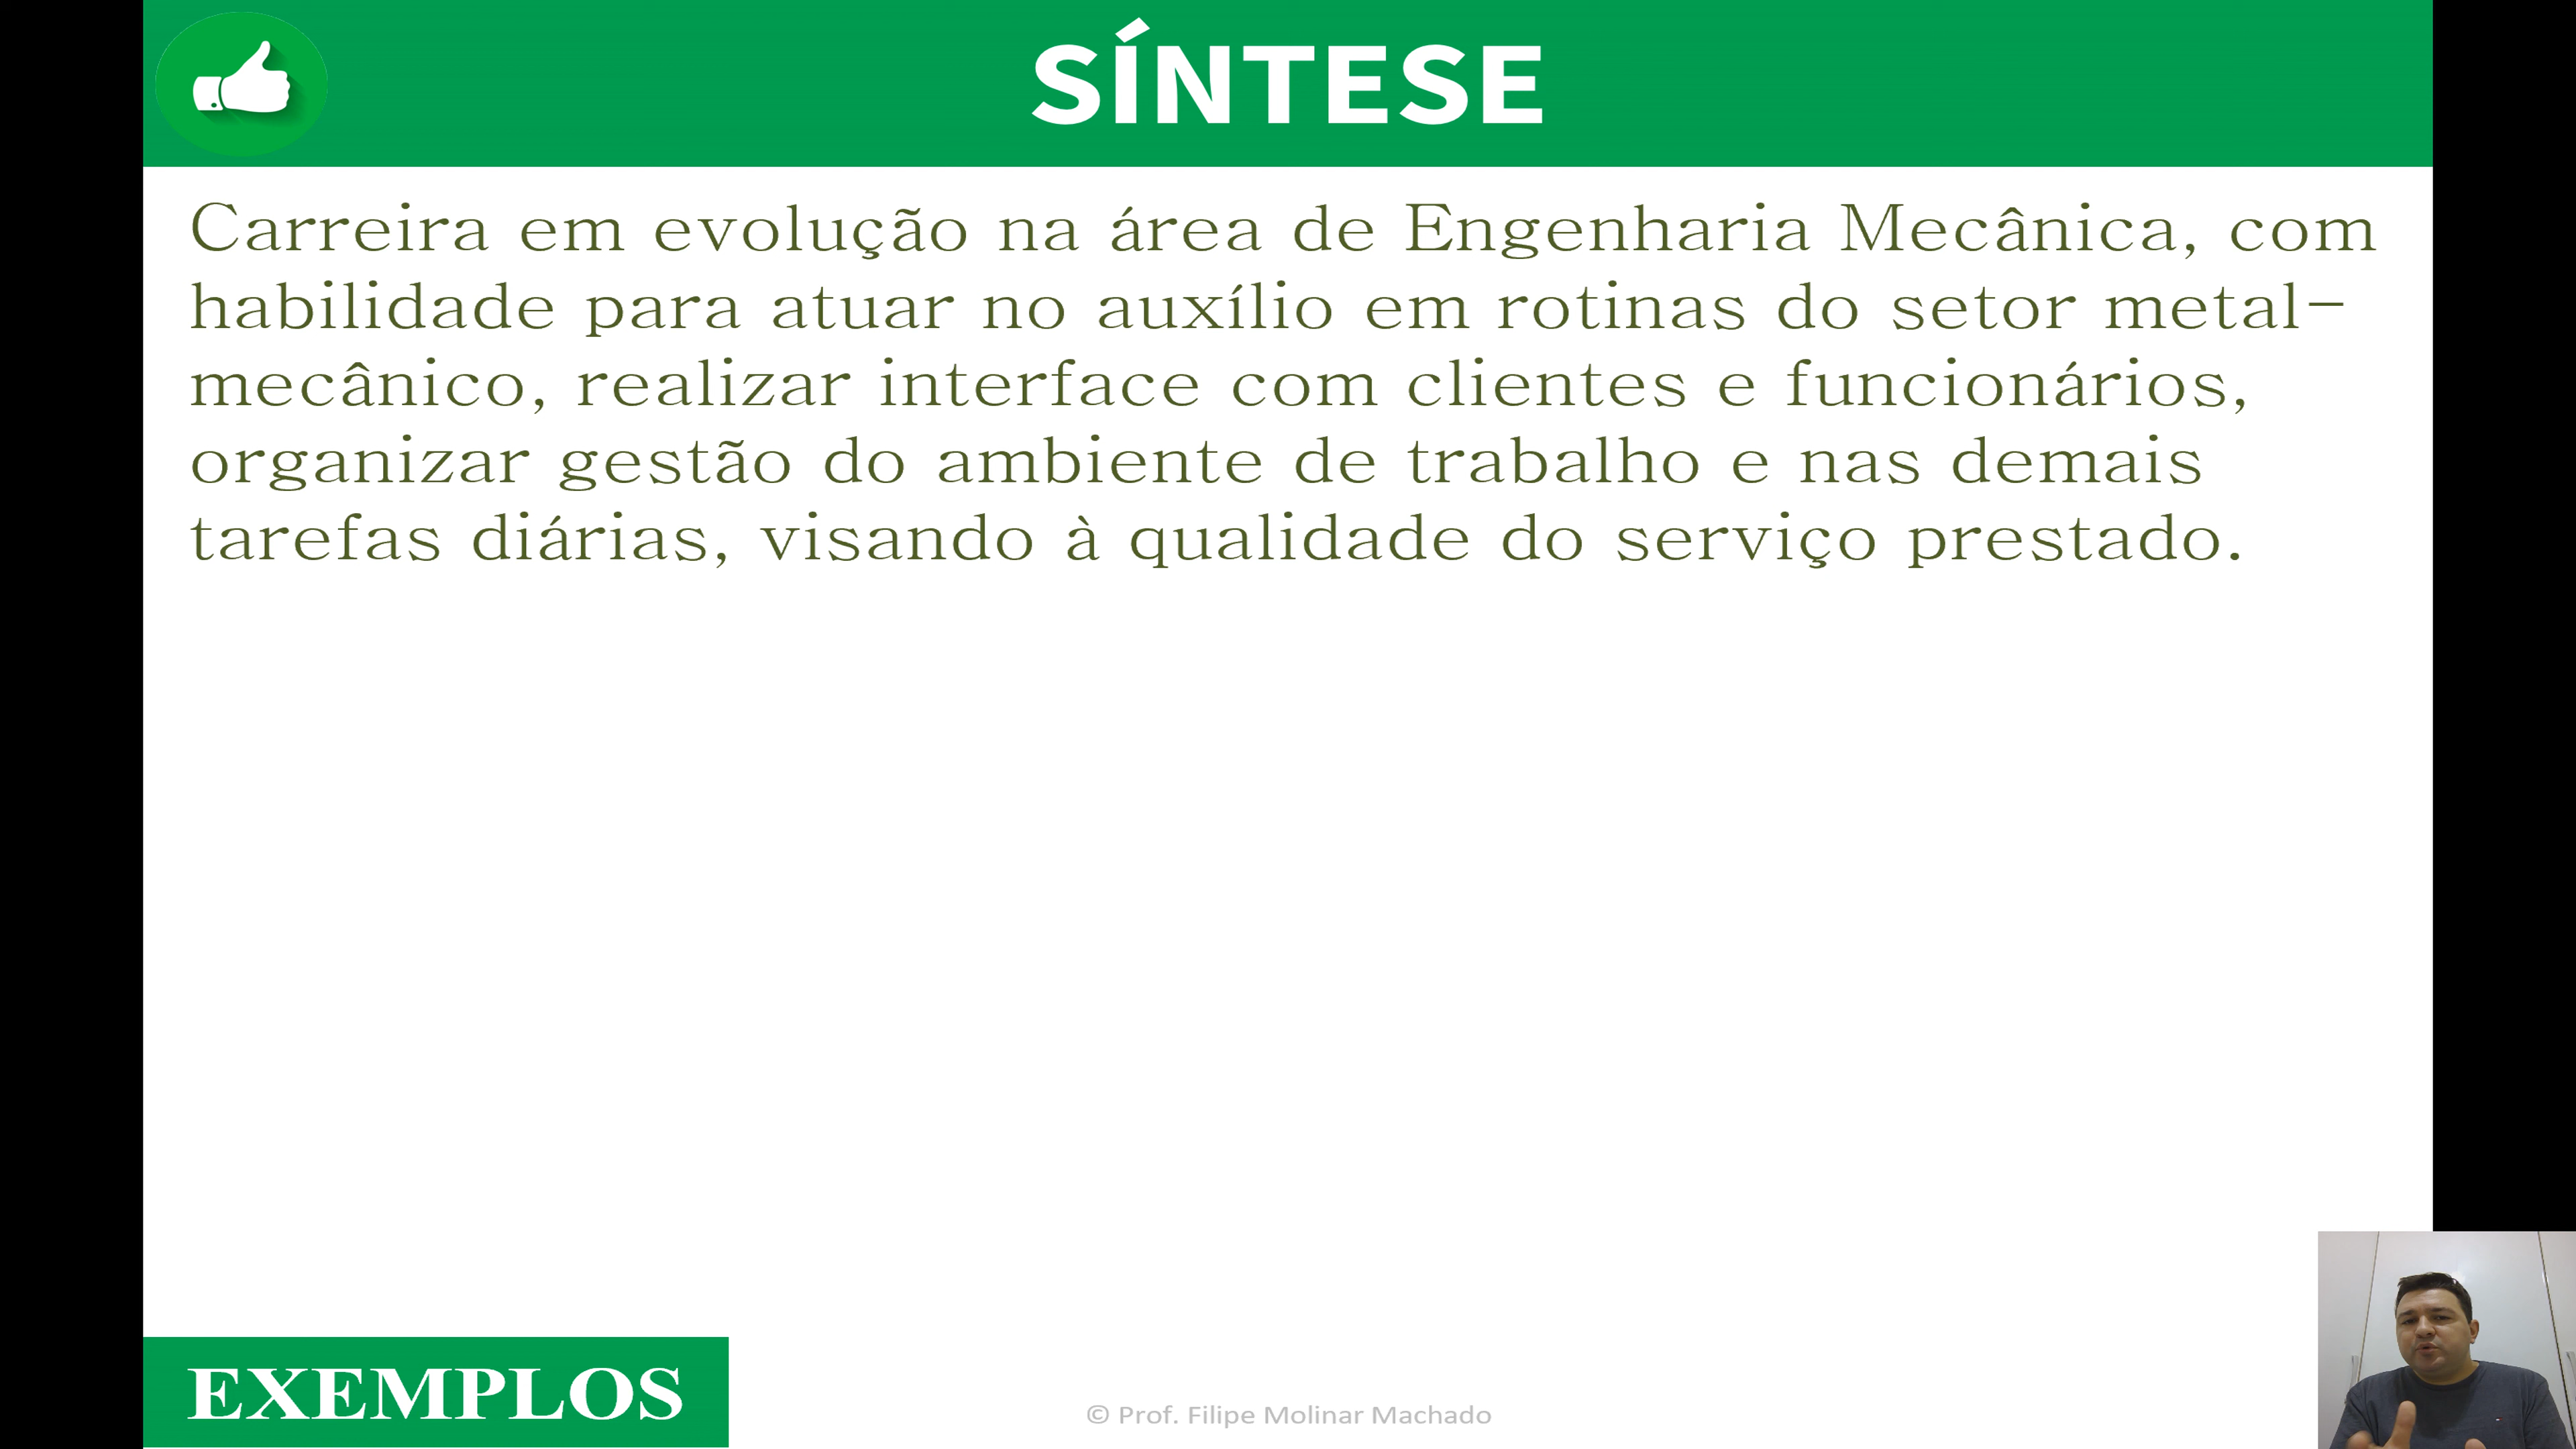 SÍNTESE
Carreira em evolução na área de Engenharia Mecânica, com
habilidade para atuar no auxílio em rotinas do setor metal-
mecânico, realizar interface com clientes e funcionários,
organizar gestão do ambiente de trabalho e nas demais
tarefas diárias, visando à qualidade do serviço prestado.
EXEMPLOS
© Prof. Filipe Molinar Machado